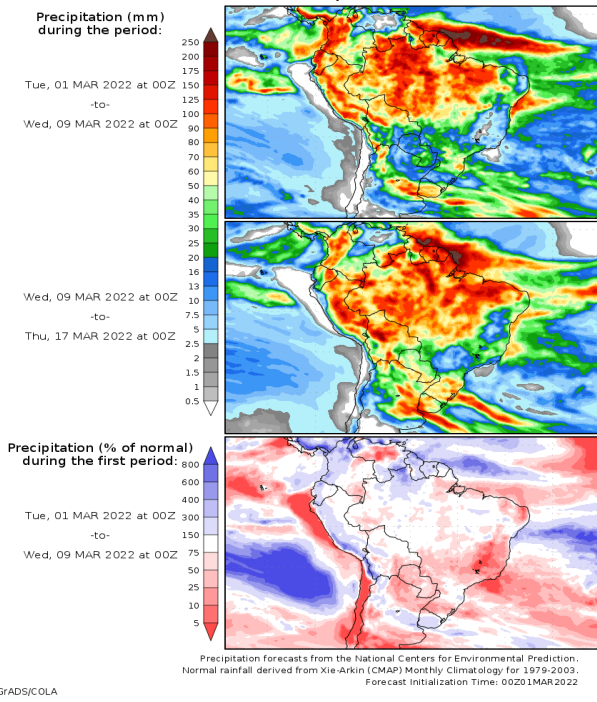 Precipitation (mm)
during the period:
250
200
175
150
125
100
90
80
70
60
50
40
35
30
25
20
16
13
10
7.5
5
2.5
2
1.5
1
0.5
Tue, 01 MAR 2022 at 00Z
-to-
Wed, 09 MAR 2022 at 00Z
Wed, 09 MAR 2022 at 00Z
-to-
Thu, 17 MAR 2022 at 00Z
Precipitation (% of normal)
during the first period:
800
600
400
300
150
75
50
25
10
5
Tue, 01 MAR 2022 at 00Z
-to-
Wed, 09 MAR 2022 at 00Z
Precipitation forecasts from the National Centers for Environmental Prediction.
Normal rainfall derived from Xie-Arkin (CMAP) Monthly Climatology for 1979-2003.
Forecast Initialization Time: 00Z01MAR2022
GrADS/COLA